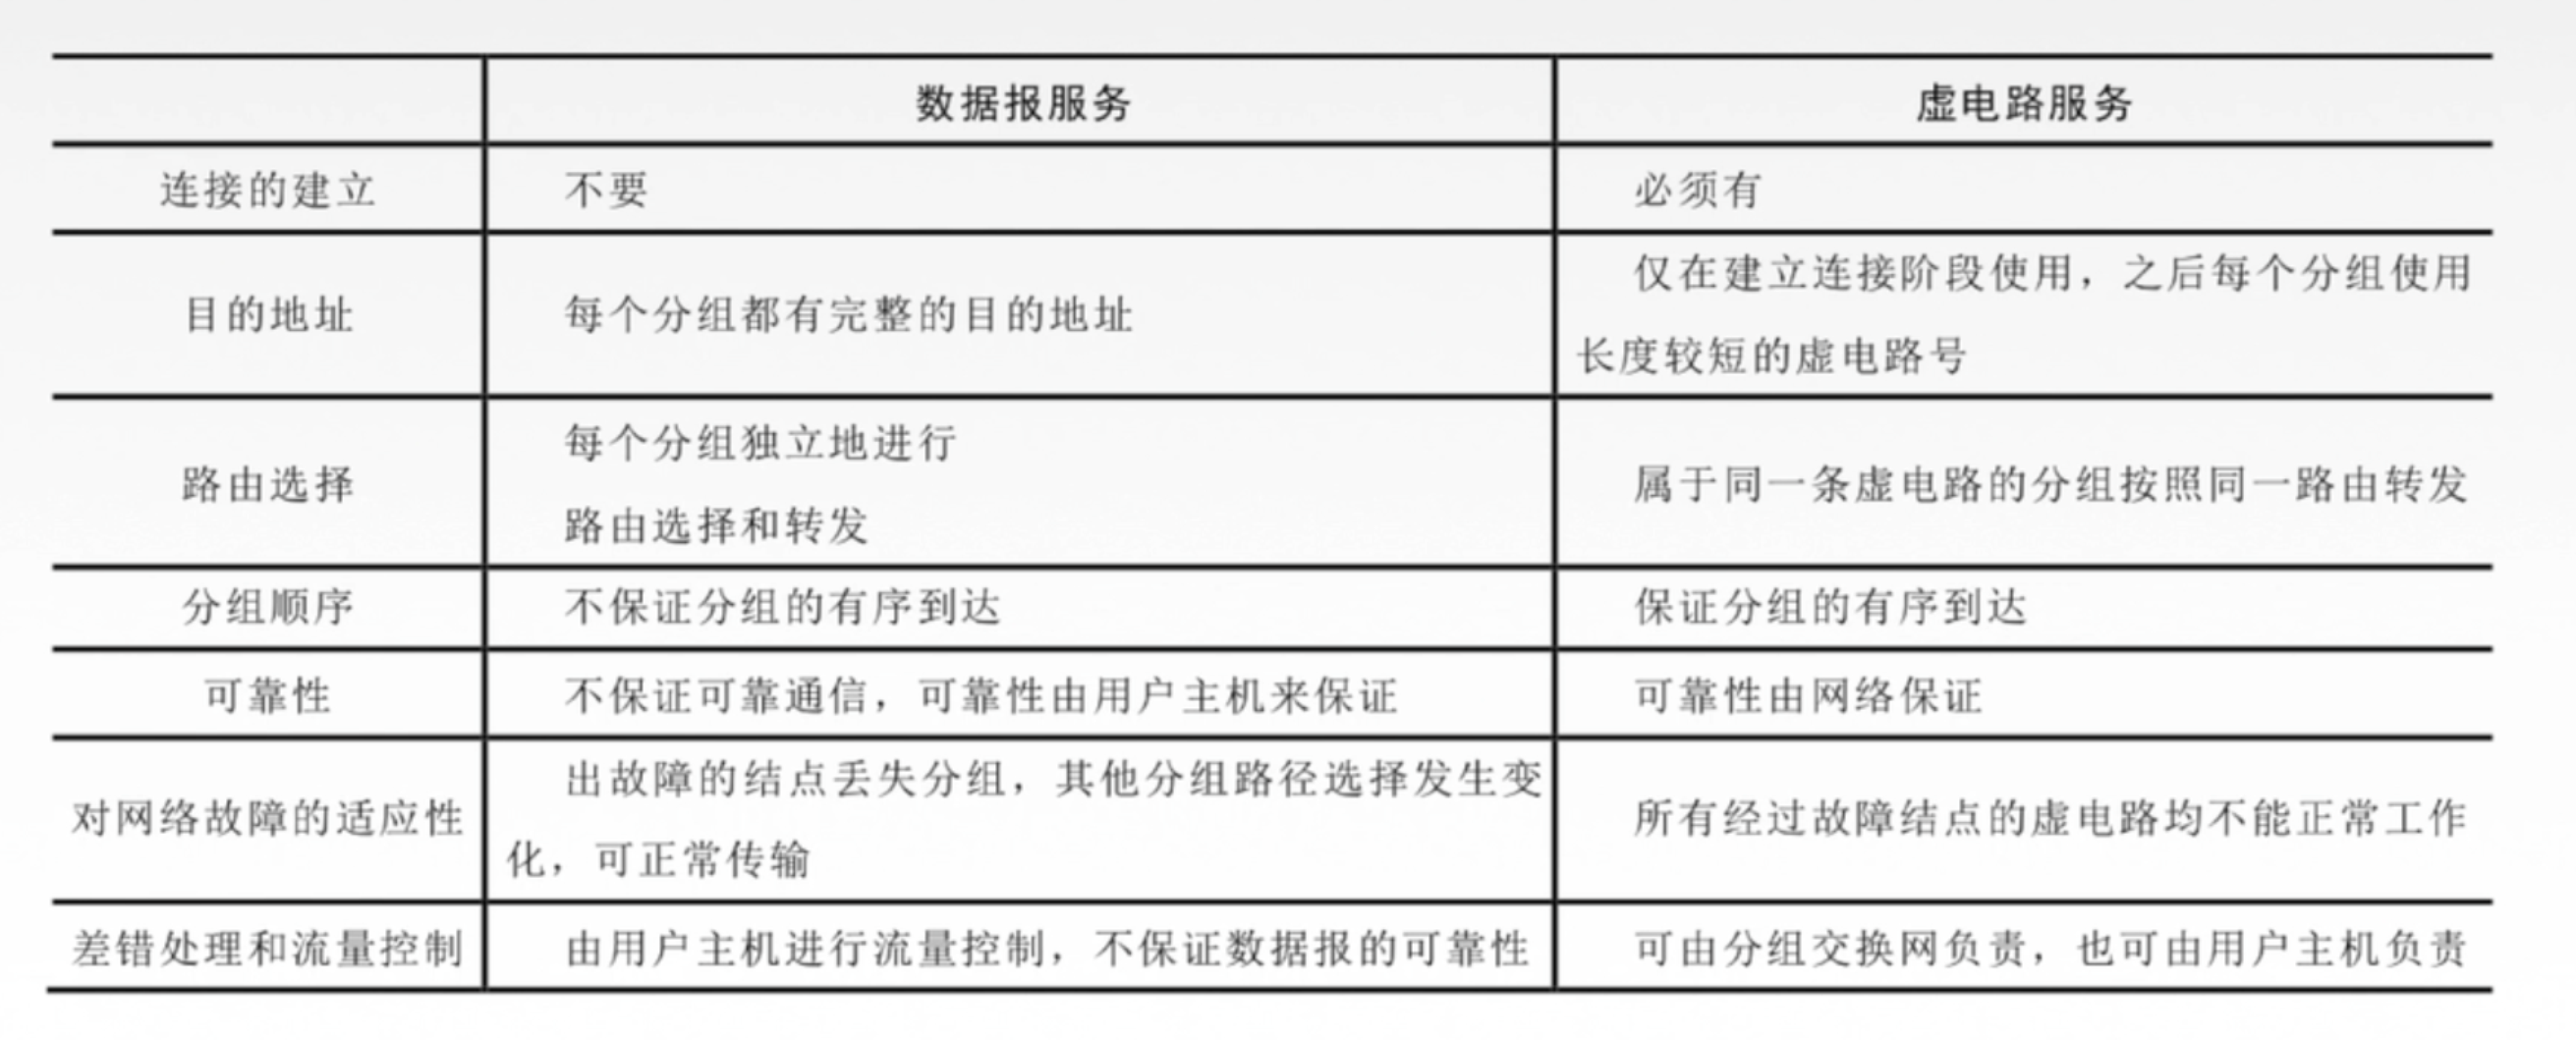 数据报服务 虚电路服务
连接的建立 不要 必须有
目的地址 每个分组都有完整的目的地址 仅在建立连接阶段使用，之后每个分组使用
长度较短的虚电路号
路由选择 每个分组独立地进行
路由选择和转发 属于同一条虚电路的分组按照同一路由转发
分组顺序 不保证分组的有序到达 保证分组的有序到达
可靠性 不保证可靠通信，可靠性由用户主机来保证 可靠性由网络保证
对网络故障的适应性 出故障的结点丢失分组，其他分组路径选择发生变
化，可正常传输 所有经过故障结点的虚电路均不能正常工作
差错处理和流量控制 由用户主机进行流量控制，不保证数据报的可靠性 可由分组交换网负责，也可由用户主机负责